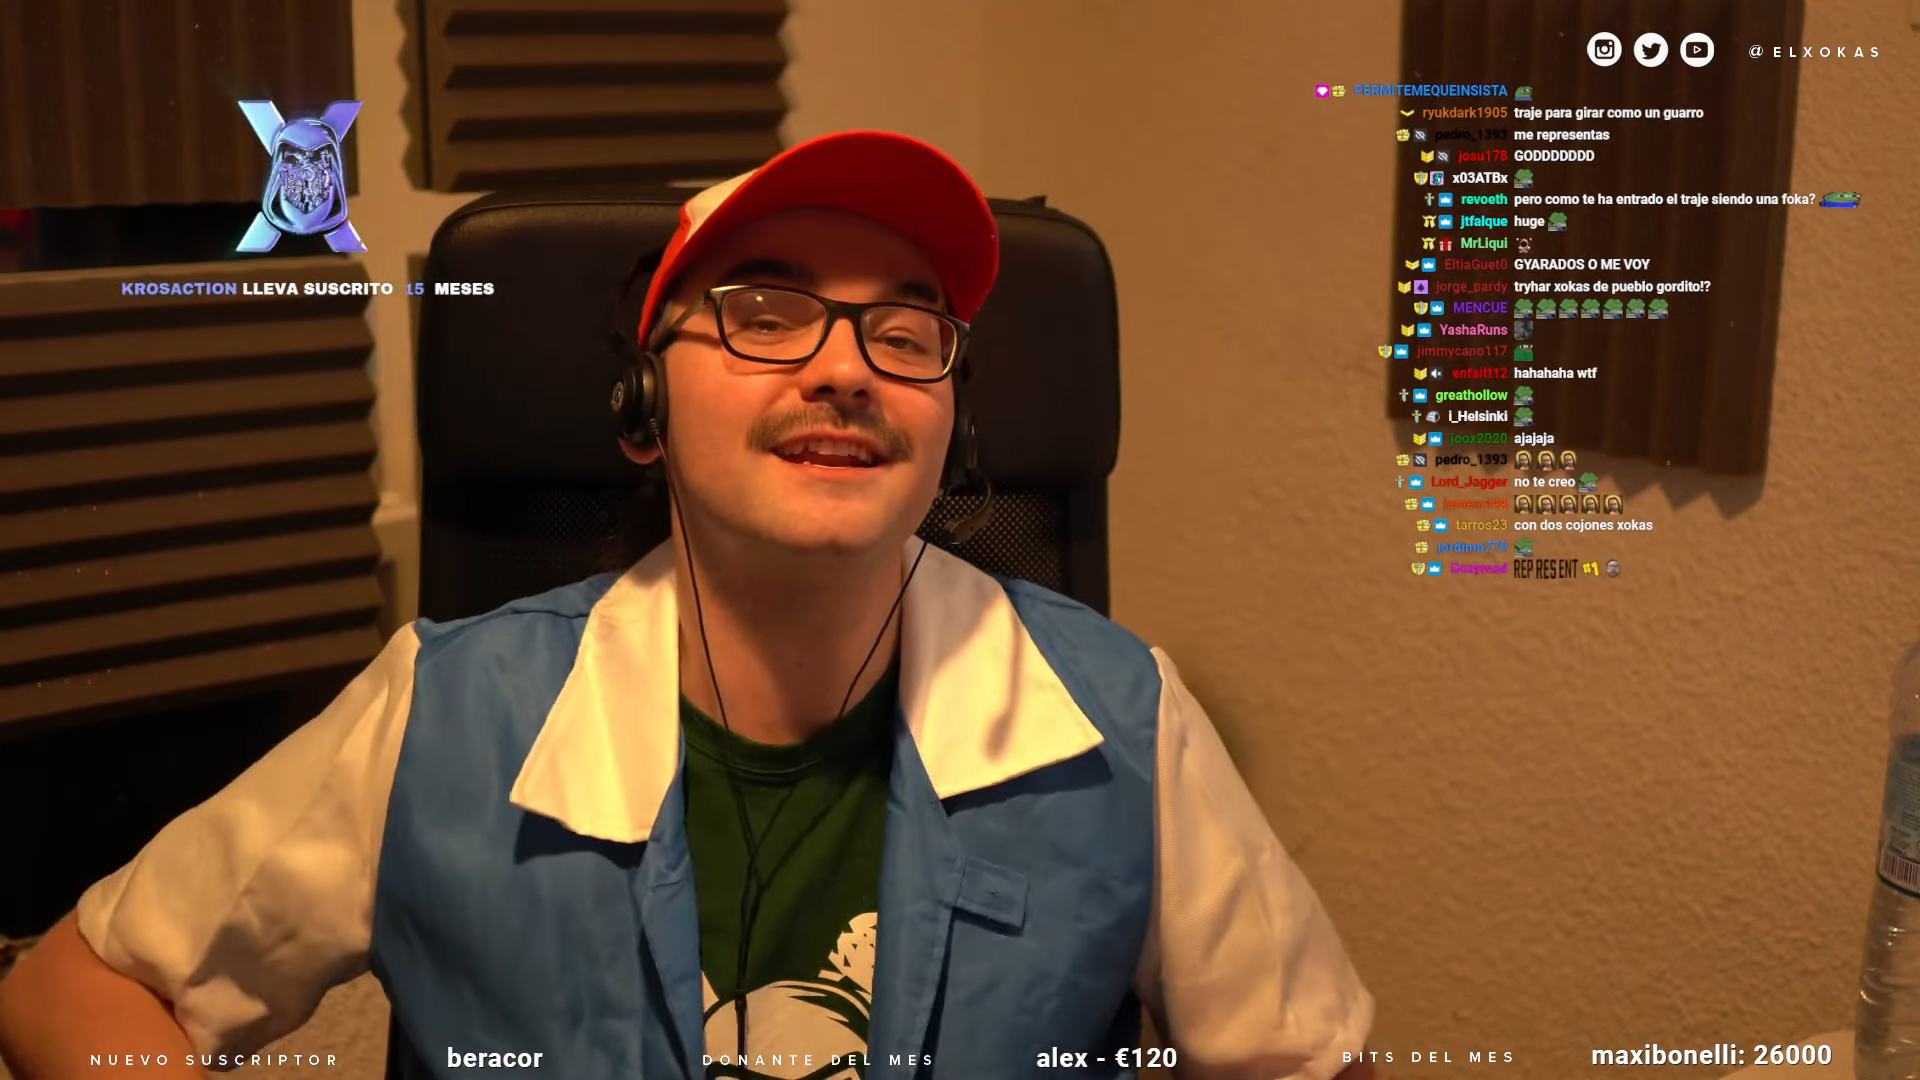 @ELXOKAS
PERMITEMEQUEINSISTA
ryukdark1905 traje para girar como un guarro
pedro_1393 me representas
josu178 GODDDDDDD
x03ATBx
revoeth pero como te ha entrado el traje siendo una foka?
jtfalque huge
MrLiqui
EltiaGuet0 GYARADOS O ME VOY
jorge_pardy tryhar xokas de pueblo gordito!?
MENCUE
YashaRuns
jimmycano117
enfaitt12 hahahaha wtf
greathollow
i_Helsinki
joox2020 ajajaja
pedro_1393
Lord_Jagger no te creo
tarros23 con dos cojones xokas
jordimn779
REPRESENT #1
KROSACTION LLEVA SUSCRITO 15 MESES
NUEVO SUSCRIPTOR beracor DONANTE DEL MES alex - €120 BITS DEL MES maxibonelli: 26000